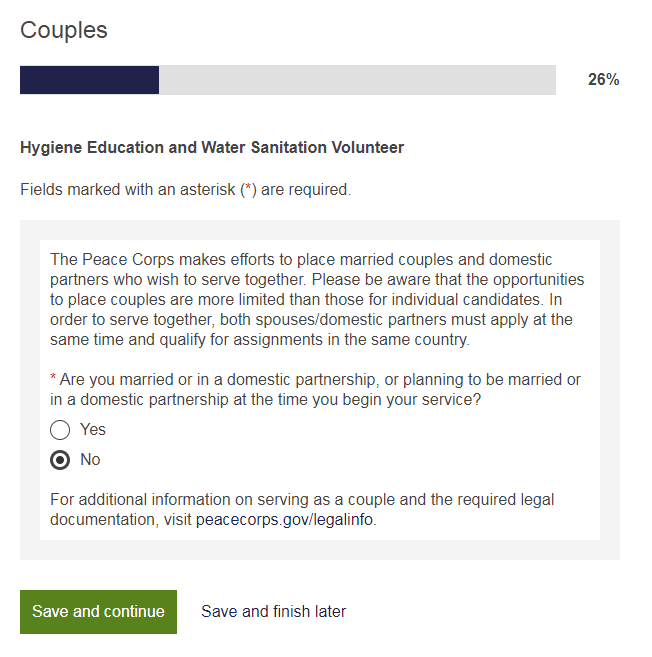 Couples
26%
Hygiene Education and Water Sanitation Volunteer
Fields marked with an asterisk (*) are required.
The Peace Corps makes efforts to place married couples and domestic
partners who wish to serve together. Please be aware that the opportunities
to place couples are more limited than those for individual candidates. In
order to serve together, both spouses/domestic partners must apply at the
same time and qualify for assignments in the same country.
* Are you married or in a domestic partnership, or planning to be married or
in a domestic partnership at the time you begin your service?
Yes
No
For additional information on serving as a couple and the required legal
documentation, visit peacecorps.gov/legalinfo.
Save and continue Save and finish later